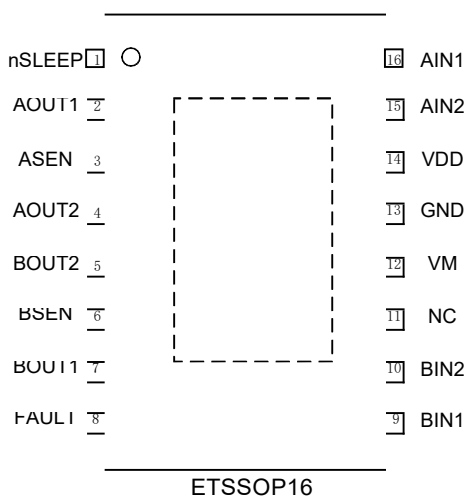 nSLEEP 1 16 AIN1
AOUT1 2 15 AIN2
ASEN 3 14 VDD
AOUT2 4 13 GND
BOUT2 5 12 VM
BSEN 6 11 NC
BOUT1 7 10 BIN2
FAULT 8 9 BIN1
ETSSOP16